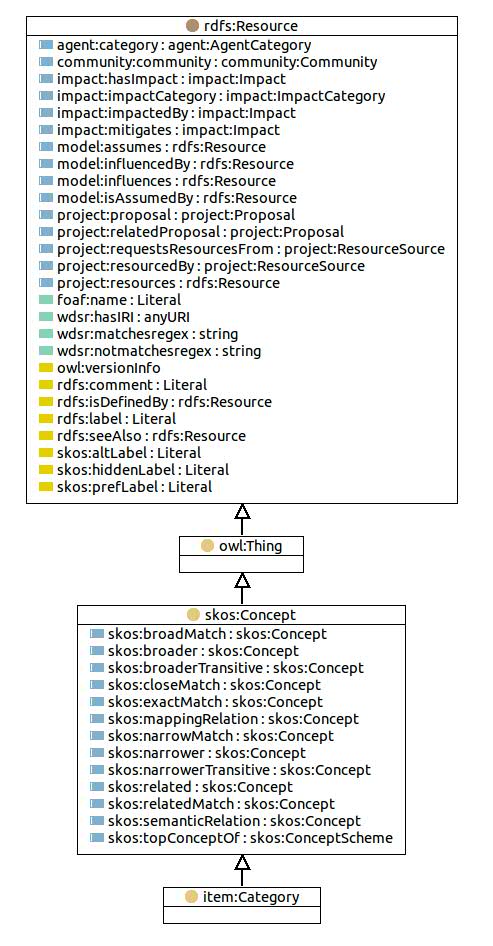 rdfs:Resource
agent:category : agent:AgentCategory
community:community : community:Community
impact:hasImpact : impact:Impact
impact:impactCategory : impact:ImpactCategory
impact:impactedBy : impact:Impact
impact:mitigates : impact:Impact
model:assumes : rdfs:Resource
model:influencedBy : rdfs:Resource
model:influences : rdfs:Resource
model:isAssumedBy : rdfs:Resource
project:proposal : project:Proposal
project:relatedProposal : project:Proposal
project:requestsResourcesFrom : project:ResourceSource
project:resourcedBy : project:ResourceSource
project:resources : rdfs:Resource
foaf:name : Literal
wdsr:hasIRI : anyURI
wdsr:matchesregex : string
wdsr:notmatchesregex : string
owl:versionInfo
rdfs:comment : Literal
rdfs:isDefinedBy : rdfs:Resource
rdfs:label : Literal
rdfs:seeAlso : rdfs:Resource
skos:altLabel : Literal
skos:hiddenLabel : Literal
skos:prefLabel : Literal
owl:Thing
skos:Concept
skos:broadMatch : skos:Concept
skos:broader : skos:Concept
skos:broaderTransitive : skos:Concept
skos:closeMatch : skos:Concept
skos:exactMatch : skos:Concept
skos:mappingRelation : skos:Concept
skos:narrowMatch : skos:Concept
skos:narrower : skos:Concept
skos:narrowerTransitive : skos:Concept
skos:related : skos:Concept
skos:relatedMatch : skos:Concept
skos:semanticRelation : skos:Concept
skos:topConceptOf : skos:ConceptScheme
item:Category